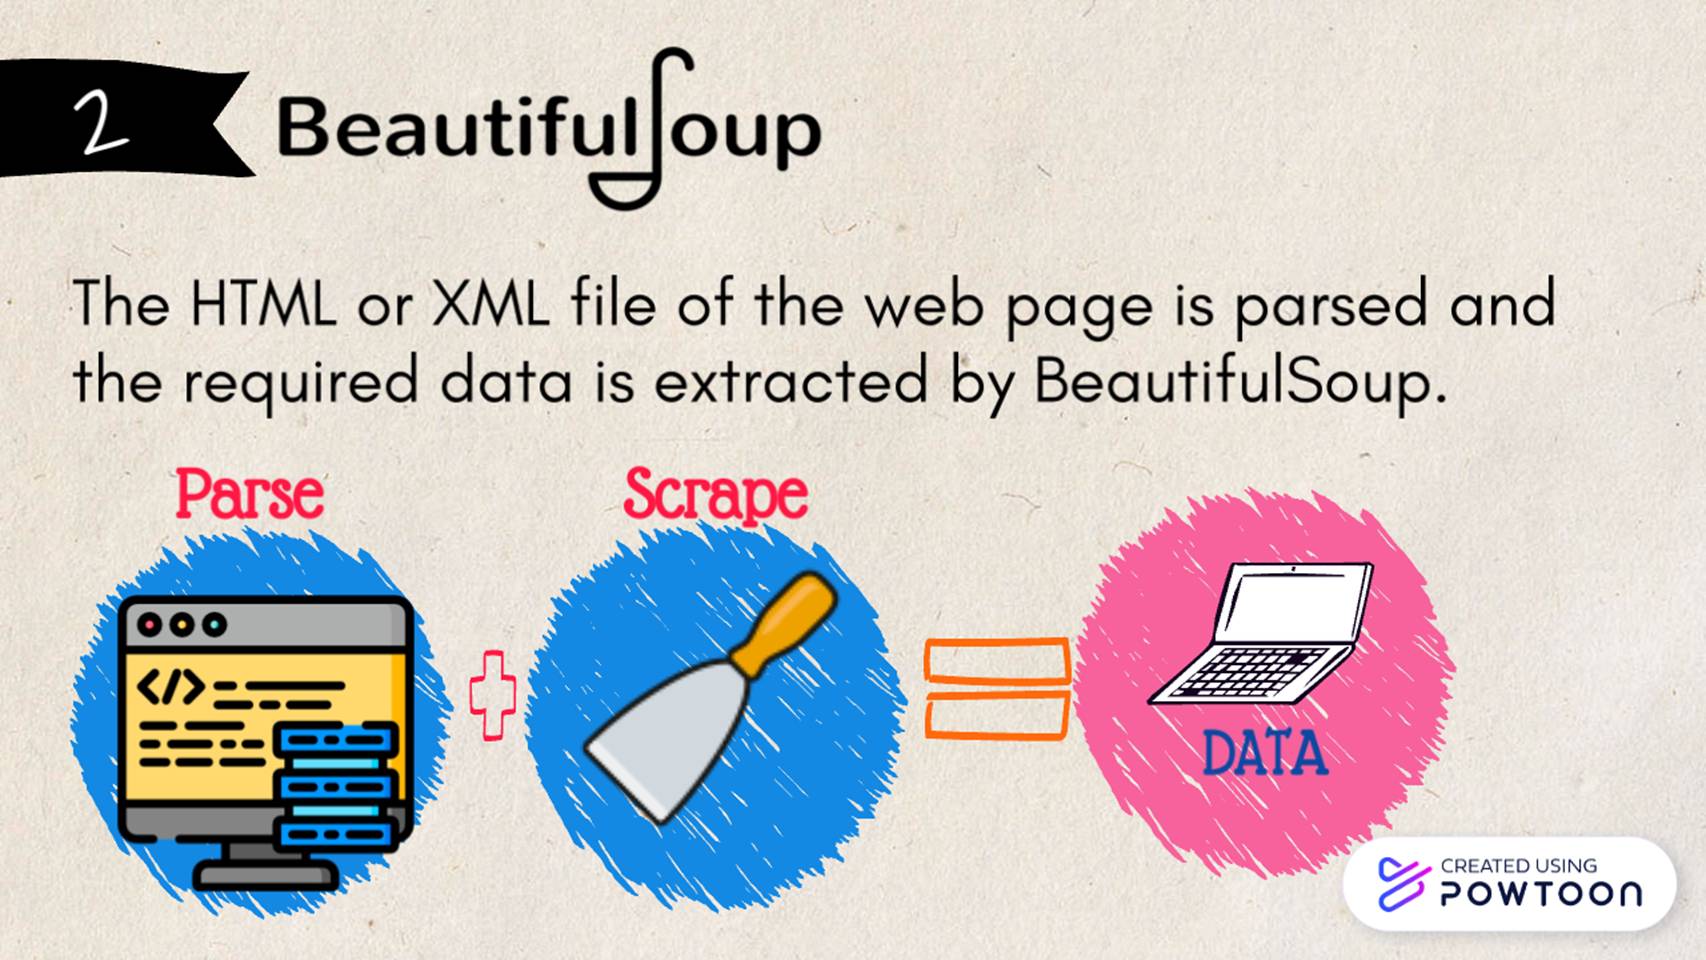 2
BeautifulSoup
The HTML or XML file of the web page is parsed and
the required data is extracted by BeautifulSoup.
Parse
Scrape
</>
DATA
CREATED USING
POWTOON